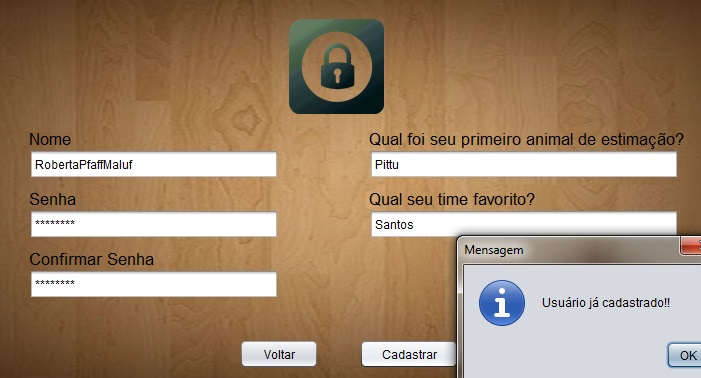 Nome
RobertaPfaffMaluf
Senha
********
Confirmar Senha
********
Qual foi seu primeiro animal de estimação?
Pittu
Qual seu time favorito?
Santos
Voltar
Cadastrar
Mensagem
Usuário já cadastrado!!
OK